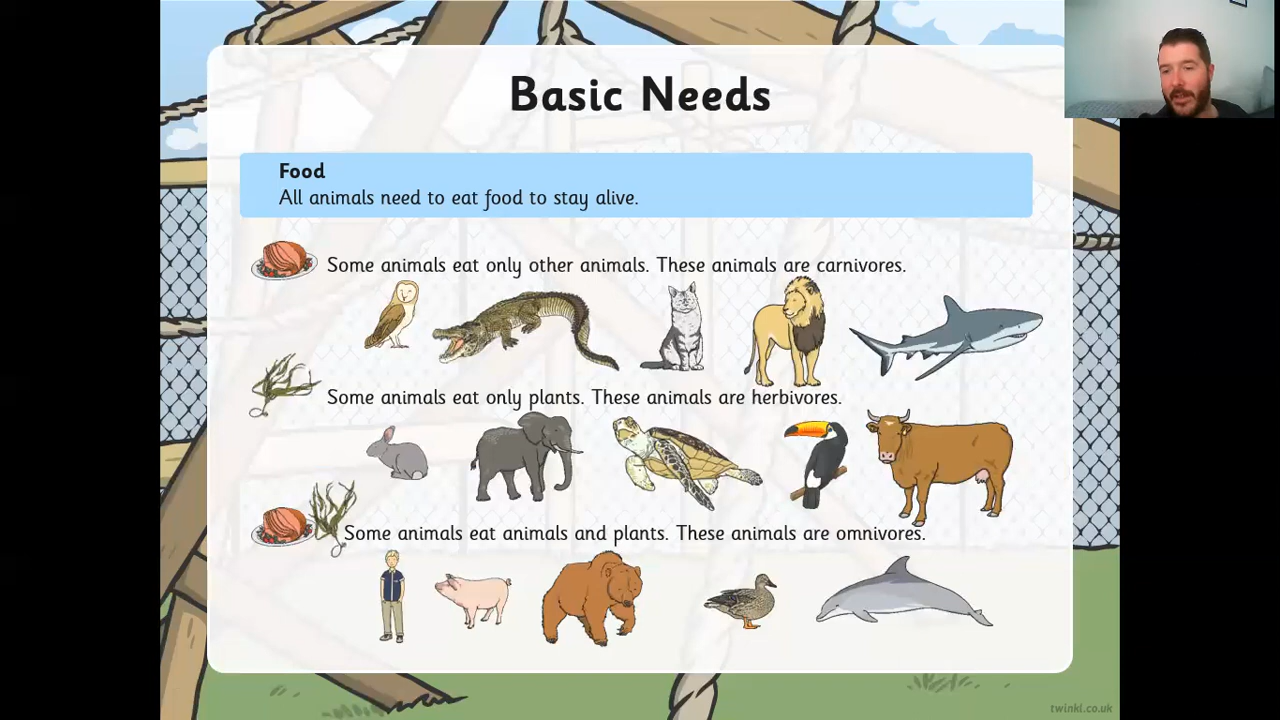 Basic Needs
Food
All animals need to eat food to stay alive.
Some animals eat only other animals. These animals are carnivores.
Some animals eat only plants. These animals are herbivores.
Some animals eat animals and plants. These animals are omnivores.
twinkl.co.uk